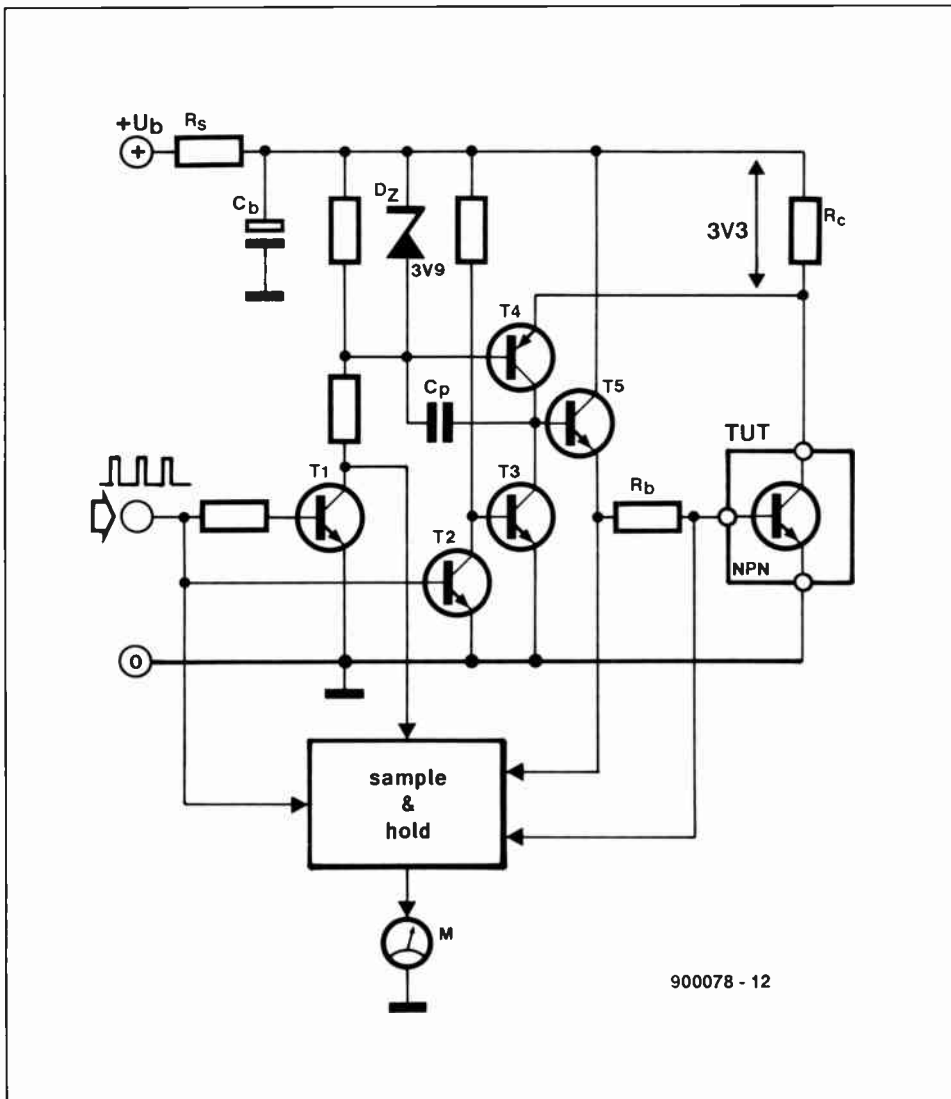 +Ub
Rs
+
Cb
DZ
3V9
3V3
Rc
T4
Cp
T5
TUT
T1
T3
Rb
T2
NPN
0
sample
&
hold
M
900078 - 12